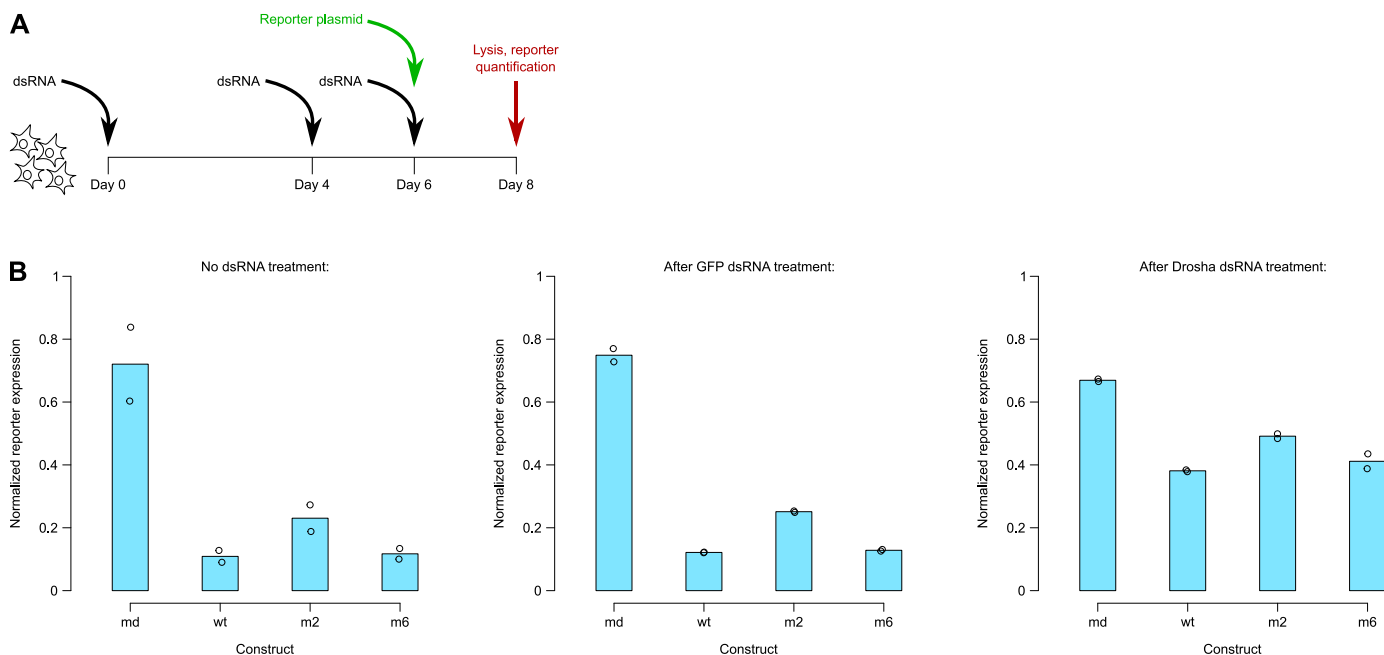 A
Reporter plasmid
Lysis, reporter
quantification
dsRNA
dsRNA
dsRNA
Day 0
Day 4
Day 6
Day 8
B
No dsRNA treatment:
Normalized reporter expression
1
0.8
0.6
0.4
0.2
0
md
wt
m2
m6
Construct
After GFP dsRNA treatment:
Normalized reporter expression
1
0.8
0.6
0.4
0.2
0
md
wt
m2
m6
Construct
After Drosha dsRNA treatment:
Normalized reporter expression
1
0.8
0.6
0.4
0.2
0
md
wt
m2
m6
Construct